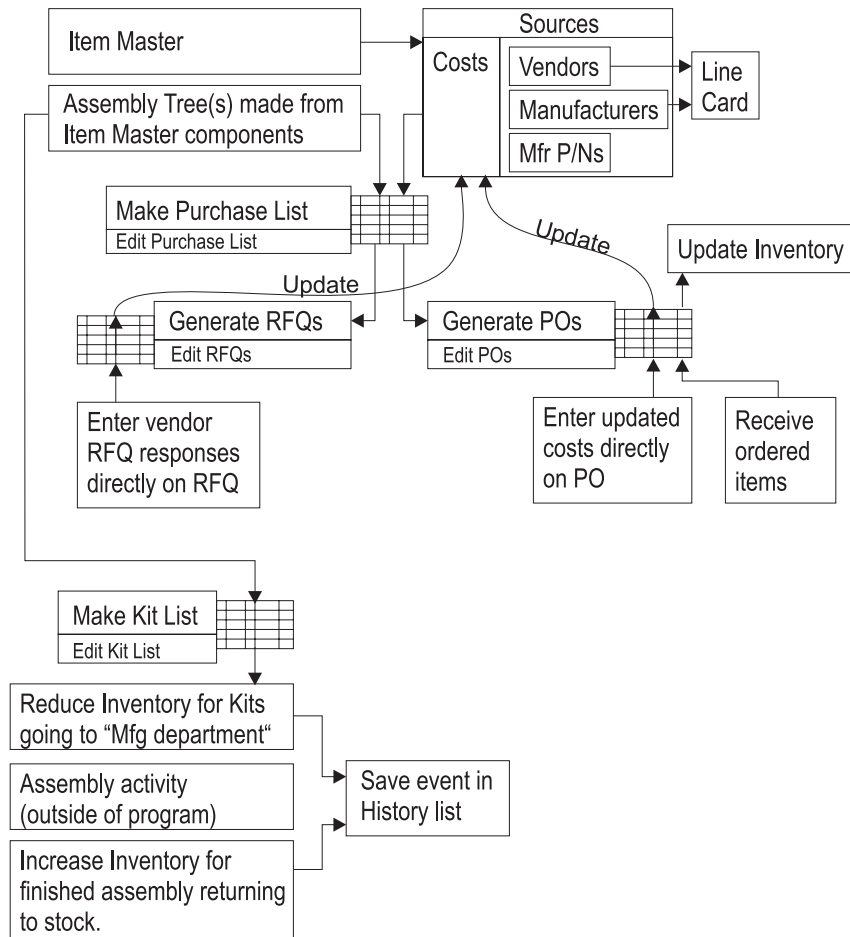 Item Master
Sources
Costs
Vendors
Manufacturers
Mfr P/Ns
Line
Card
Assembly Tree(s) made from
Item Master components
Make Purchase List
Edit Purchase List
Update
Update
Update Inventory
Generate RFQs
Edit RFQs
Generate POs
Edit POs
Enter vendor
RFQ responses
directly on RFQ
Enter updated
costs directly
on PO
Receive
ordered
items
Make Kit List
Edit Kit List
Reduce Inventory for Kits
going to “Mfg department“
Assembly activity
(outside of program)
Save event in
History list
Increase Inventory for
finished assembly returning
to stock.